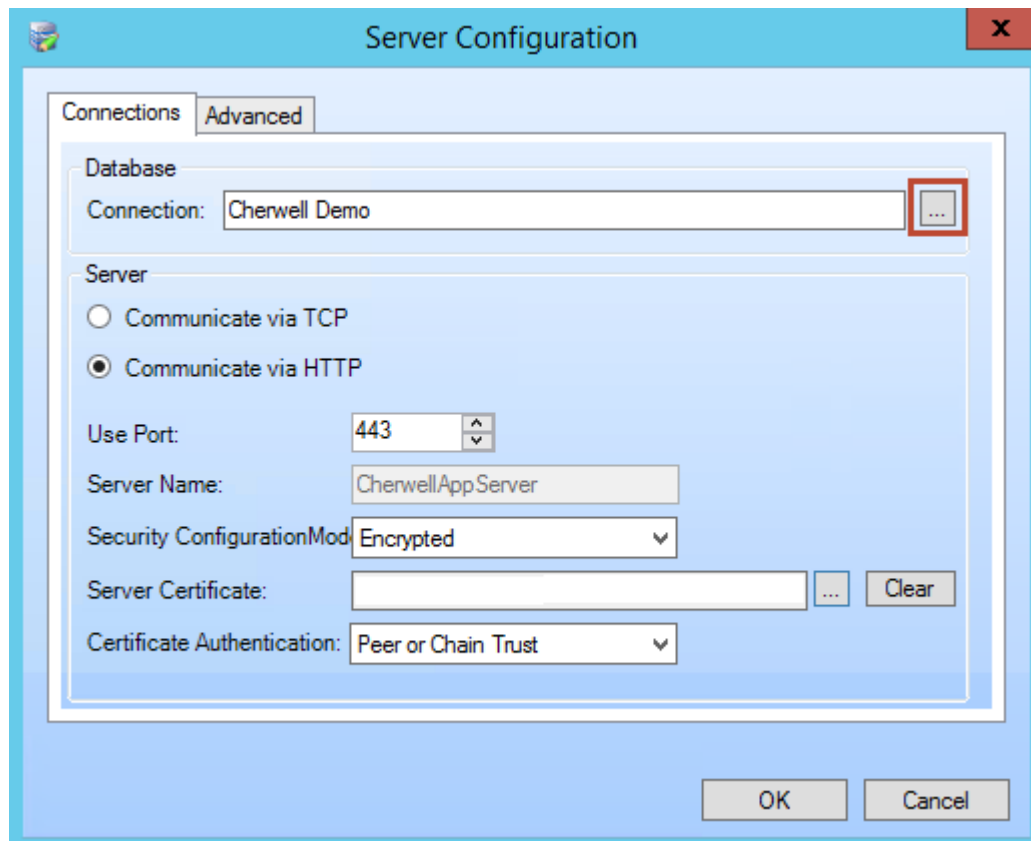 Server Configuration
x
Connections Advanced
Database
Connection: Cherwell Demo ...
Server
Communicate via TCP
Communicate via HTTP
Use Port: 443
Server Name: CherwellAppServer
Security ConfigurationMod Encrypted
Server Certificate: ... Clear
Certificate Authentication: Peer or Chain Trust
OK Cancel